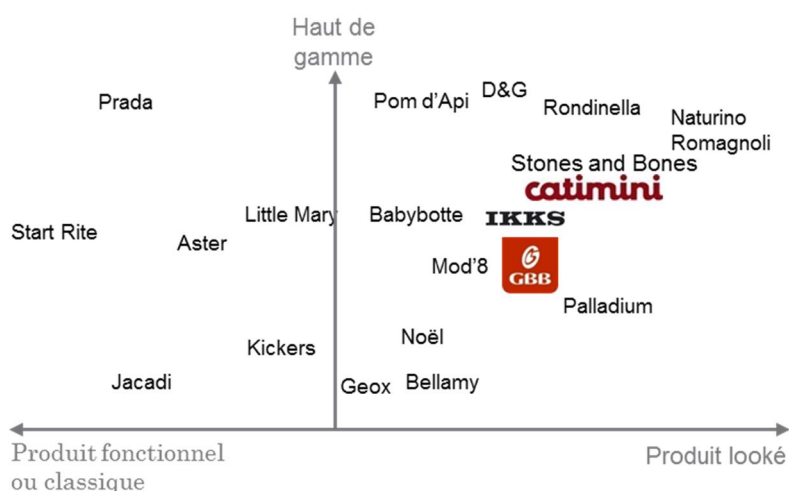 Haut de
gamme
D&G
Prada
Pom d'Api
Rondinella
Naturino
Romagnoli
Stones and Bones
catimini
Little Mary
Babybotte
IKKS
Start Rite
Aster
Mod'8
GBB
Palladium
Noël
Kickers
Jacadi
Geox
Bellamy
Produit fonctionnel
ou classique
Produit looké